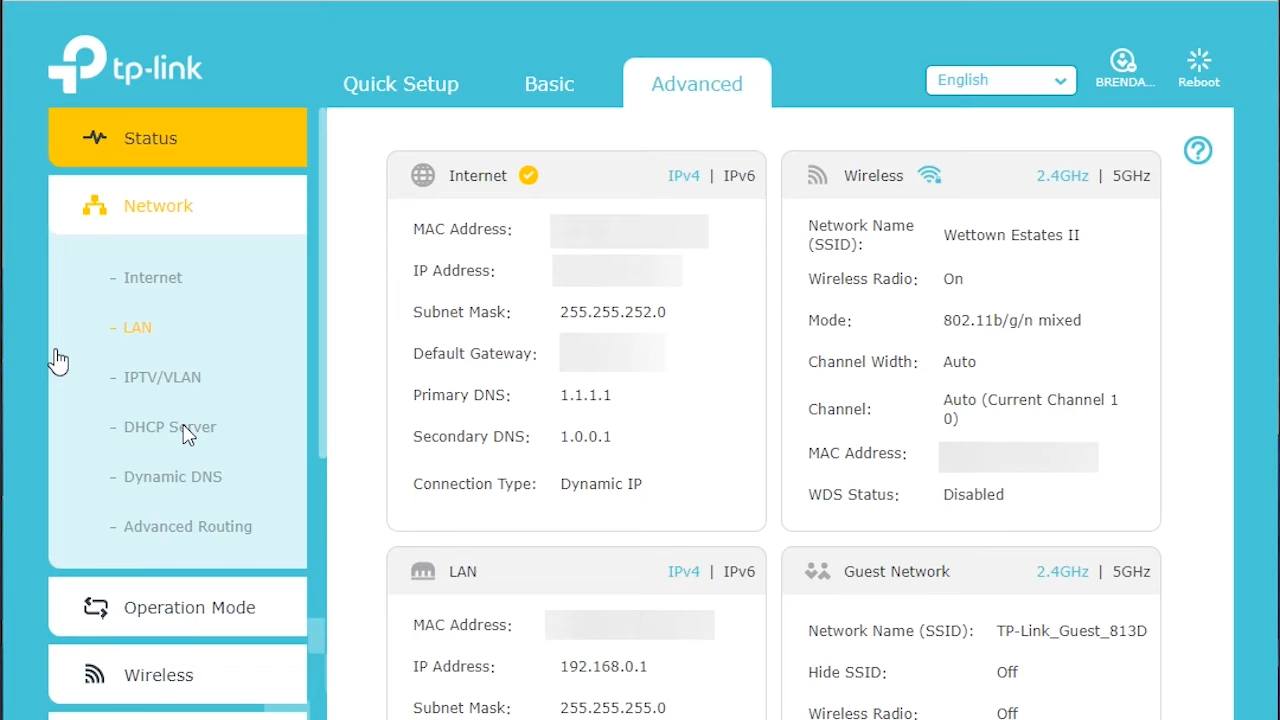 tp-link
Quick Setup
Basic
Advanced
English
BRENDA...
Reboot
Status
Network
- Internet
- LAN
- IPTV/VLAN
- DHCP Server
- Dynamic DNS
- Advanced Routing
Operation Mode
Wireless
Internet IPv4 | IPv6
MAC Address:
IP Address:
Subnet Mask: 255.255.252.0
Default Gateway:
Primary DNS: 1.1.1.1
Secondary DNS: 1.0.0.1
Connection Type: Dynamic IP
Wireless 2.4GHz | 5GHz
Network Name
(SSID): Wettown Estates II
Wireless Radio: On
Mode: 802.11b/g/n mixed
Channel Width: Auto
Channel: Auto (Current Channel 1
0)
MAC Address:
WDS Status: Disabled
LAN IPv4 | IPv6
MAC Address:
IP Address: 192.168.0.1
Subnet Mask: 255.255.255.0
Guest Network 2.4GHz | 5GHz
Network Name (SSID): TP-Link_Guest_813D
Hide SSID: Off
Wireless Radio: Off